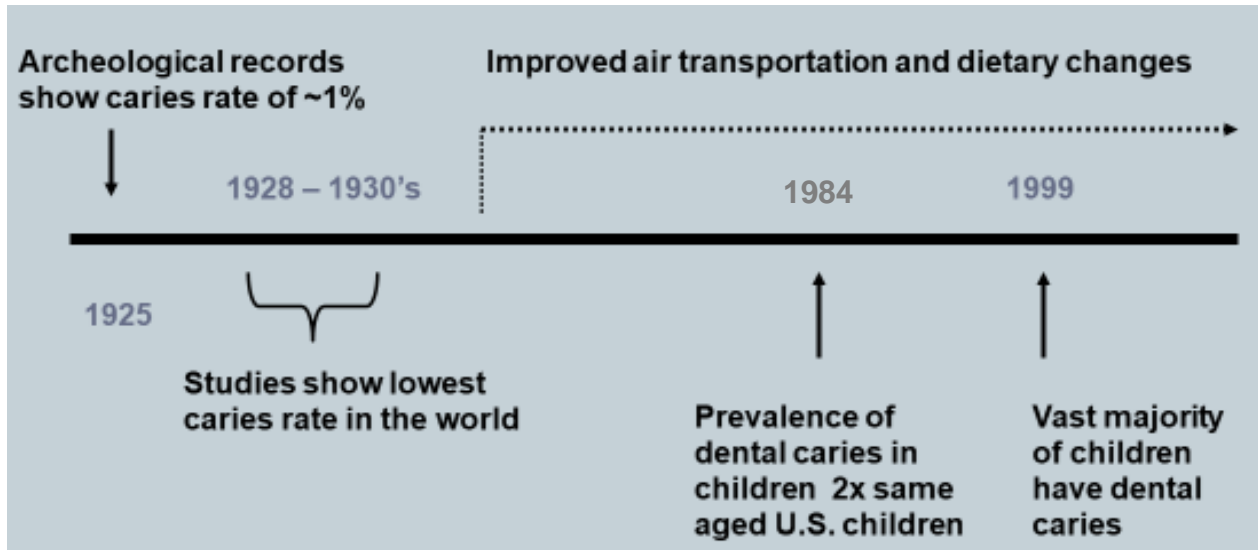 Archeological records
show caries rate of ~1%
Improved air transportation and dietary changes
1928 – 1930's
1984
1999
1925
Studies show lowest
caries rate in the world
Prevalence of
dental caries in
children 2x same
aged U.S. children
Vast majority
of children
have dental
caries